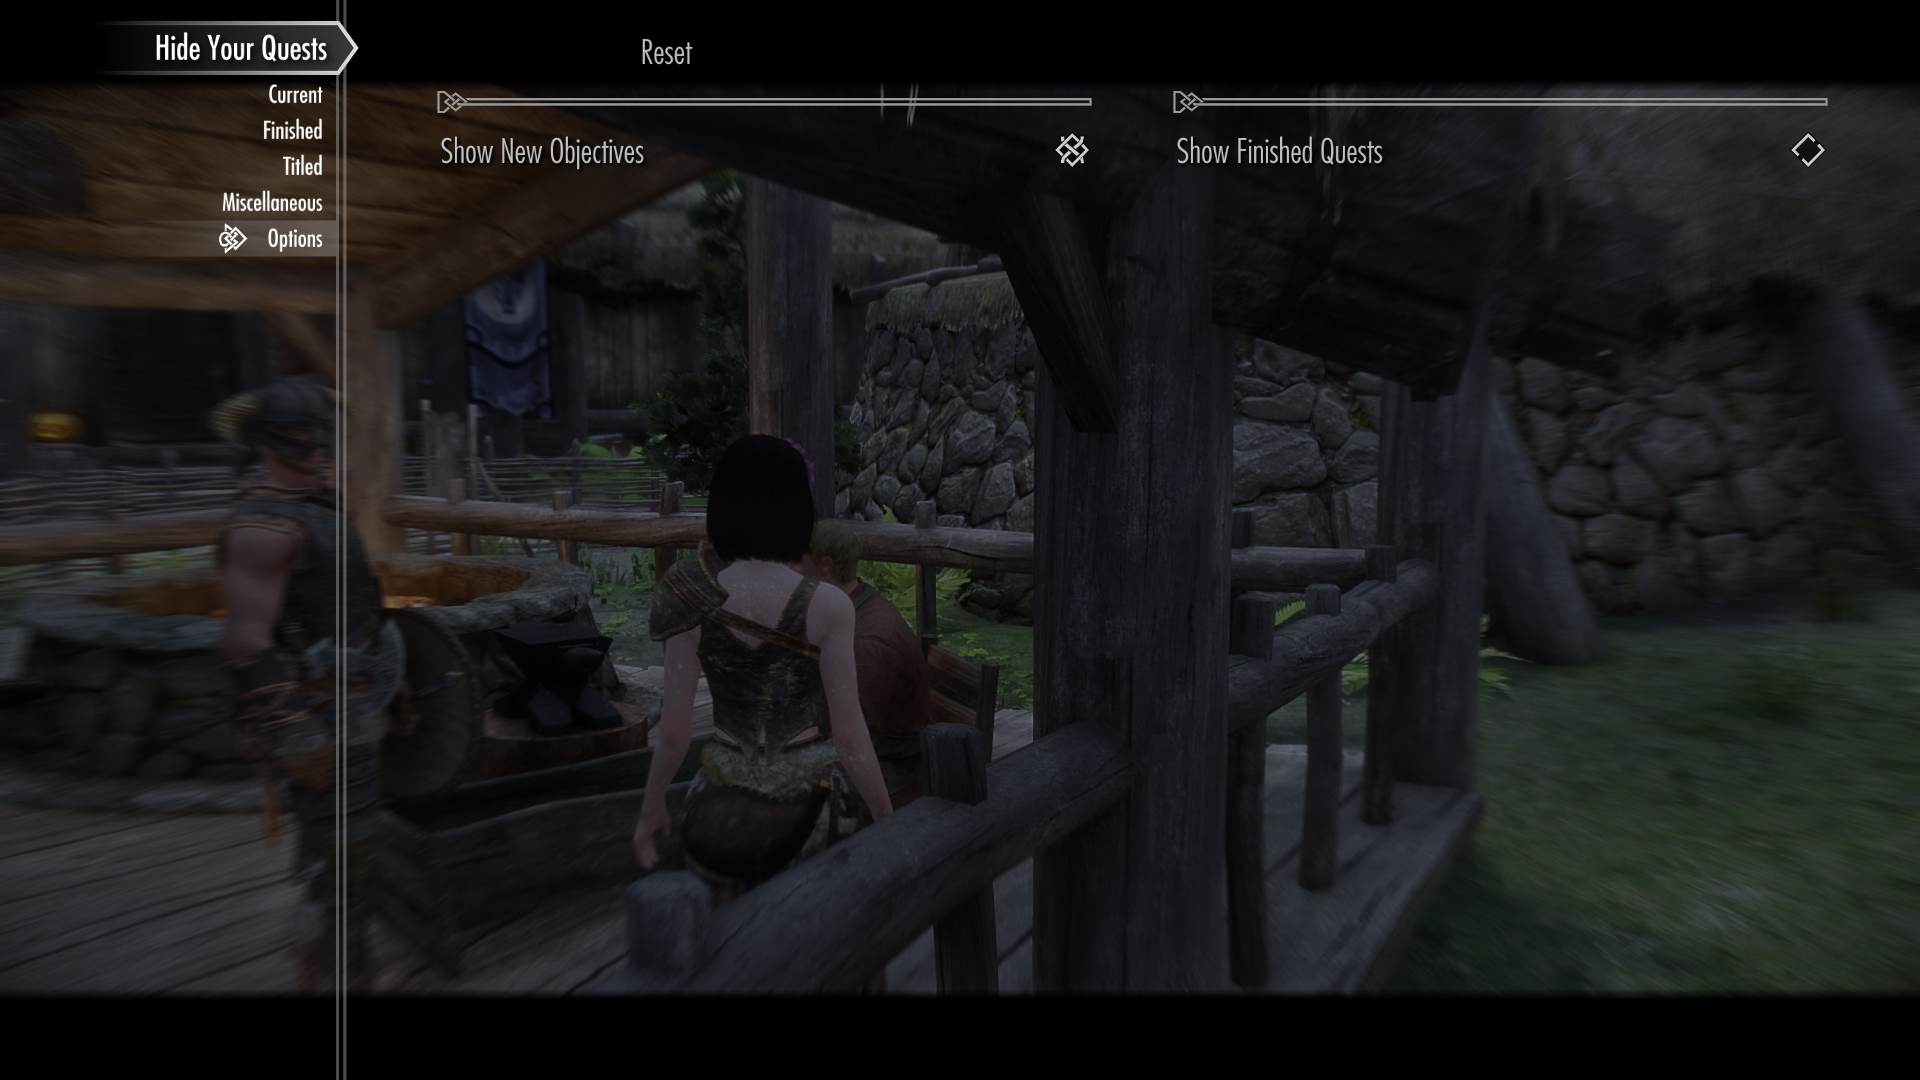 Hide Your Quests
Current
Finished
Titled
Miscellaneous
Options
Reset
Show New Objectives
Show Finished Quests